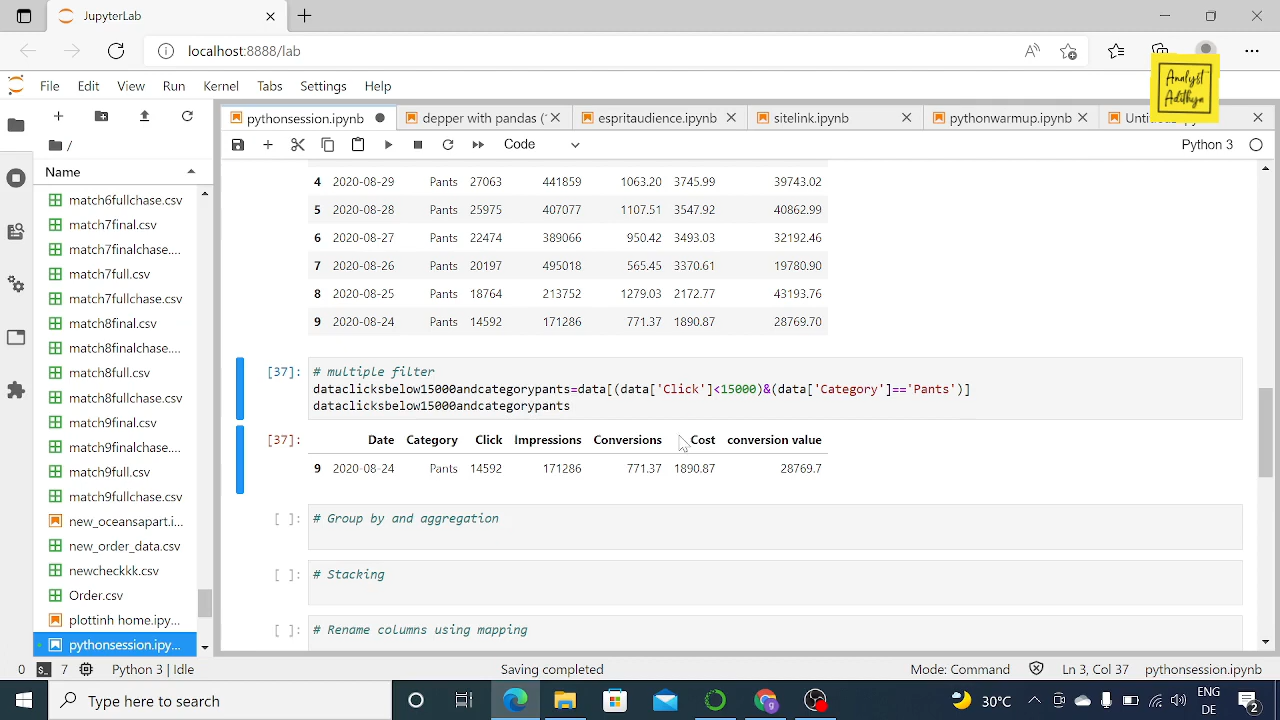 JupyterLab
localhost:8888/lab
Analyst
Adithya
File Edit View Run Kernel Tabs Settings Help
pythonsession.ipynb
depper with pandas (
espritaudience.ipynb
sitelink.ipynb
pythonwarmup.ipynb
Code
Python 3
/
Name
match6fullchase.csv
match7final.csv
match7finalchase....
match7full.csv
match7fullchase.csv
match8final.csv
match8finalchase....
match8full.csv
match8fullchase.csv
match9final.csv
match9finalchase....
match9full.csv
match9fullchase.csv
new_oceansapart.i...
new_order_data.csv
newcheckkk.csv
Order.csv
plottinh home.ipy...
pythonsession.ipy...
4 2020-08-29 Pants 27063 441859 1063.20 3745.99 39743.02
5 2020-08-28 Pants 25975 407077 1107.51 3547.92 40862.99
6 2020-08-27 Pants 22474 389066 950.42 3493.03 32192.46
7 2020-08-26 Pants 20197 495018 565.45 3370.61 19780.90
8 2020-08-25 Pants 18764 213752 1279.03 2172.77 43193.76
9 2020-08-24 Pants 14592 171286 771.37 1890.87 28769.70
[37]: # multiple filter
dataclicksbelow15000andcategorypants=data[(data['Click']<15000)&(data['Category']=='Pants')]
dataclicksbelow15000andcategorypants
[37]: Date Category Click Impressions Conversions Cost conversion value
9 2020-08-24 Pants 14592 171286 771.37 1890.87 28769.7
[ ]: # Group by and aggregation
[ ]: # Stacking
[ ]: # Rename columns using mapping
0 7 Python 3 | Idle Saving completed Mode: Command Ln 3, Col 37 pythonsession.ipynb
Type here to search
30°C
ENG
DE
2